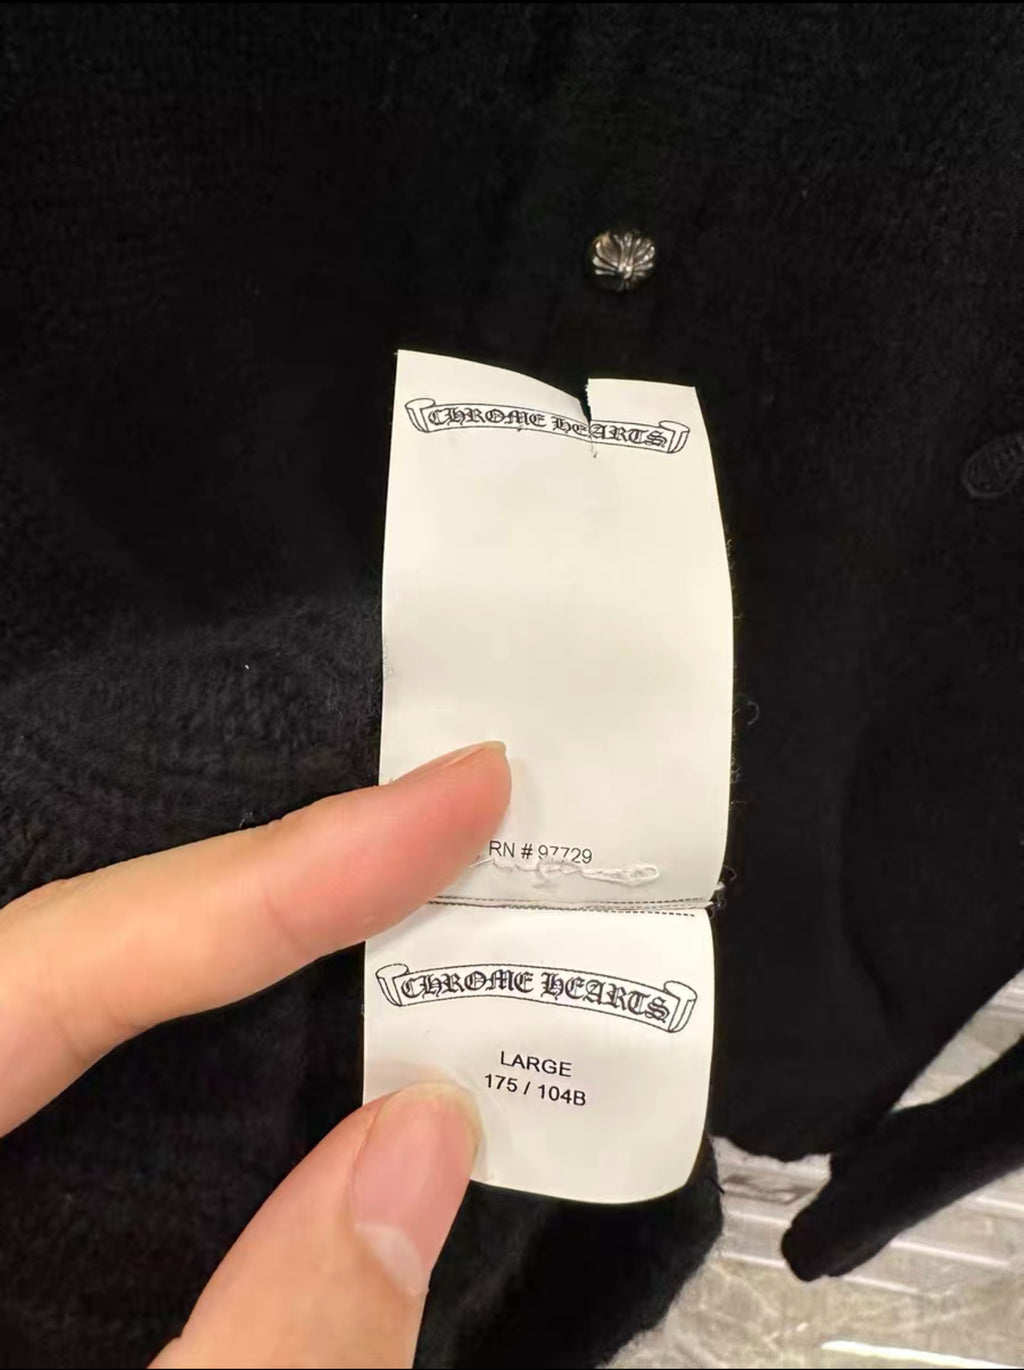 CHROME HEARTS
RN # 97729
CHROME HEARTS
LARGE
175 / 104B